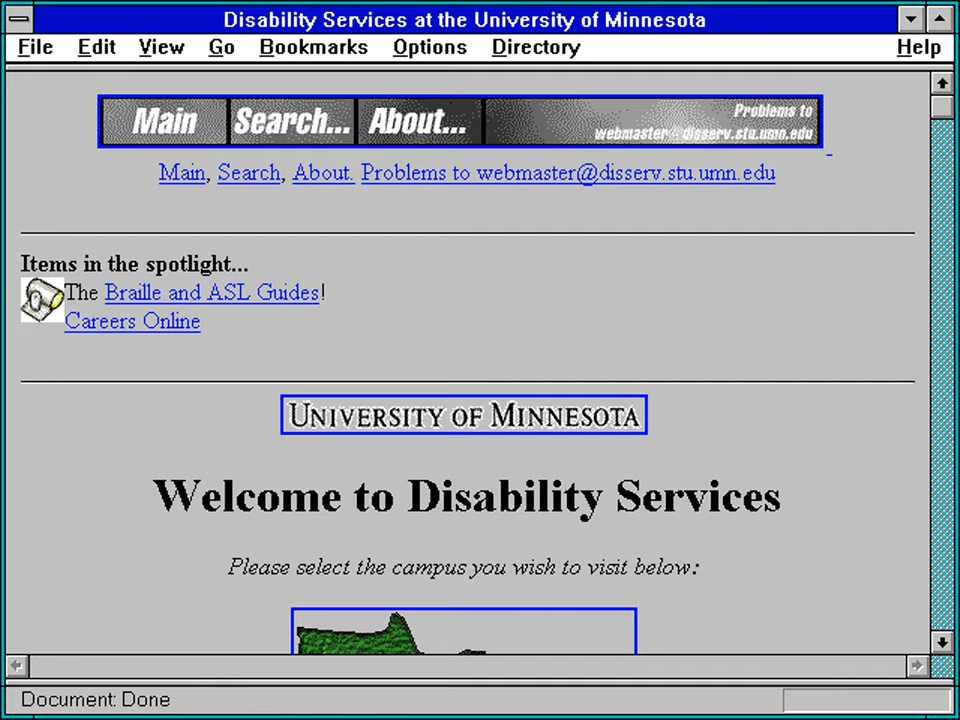 Disability Services at the University of Minnesota
File Edit View Go Bookmarks Options Directory Help
Main Search... About... Problems to
webmaster@disserv.stu.umn.edu
Main, Search, About. Problems to webmaster@disserv.stu.umn.edu
Items in the spotlight...
The Braille and ASL Guides!
Careers Online
UNIVERSITY OF MINNESOTA
Welcome to Disability Services
Please select the campus you wish to visit below:
Document: Done